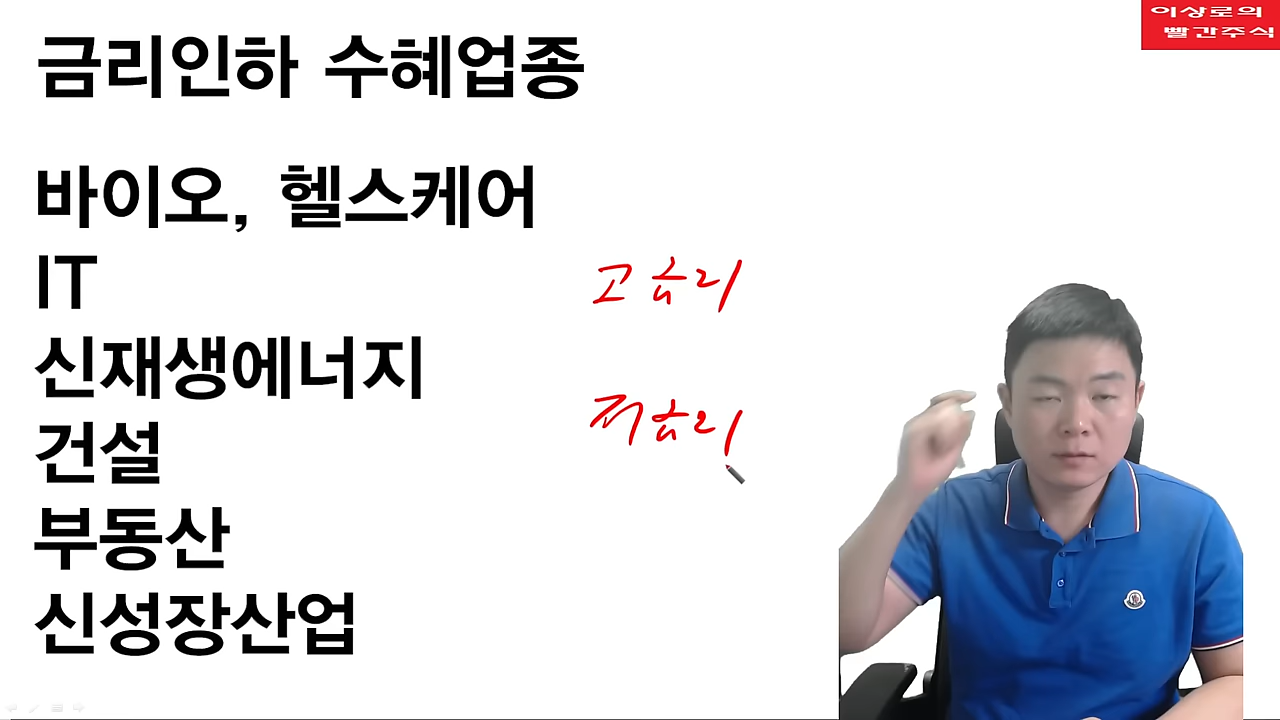 이상로의
빨간주식
금리인하 수혜업종
바이오, 헬스케어
IT
신재생에너지
건설
부동산
신성장산업
고금리
저금리